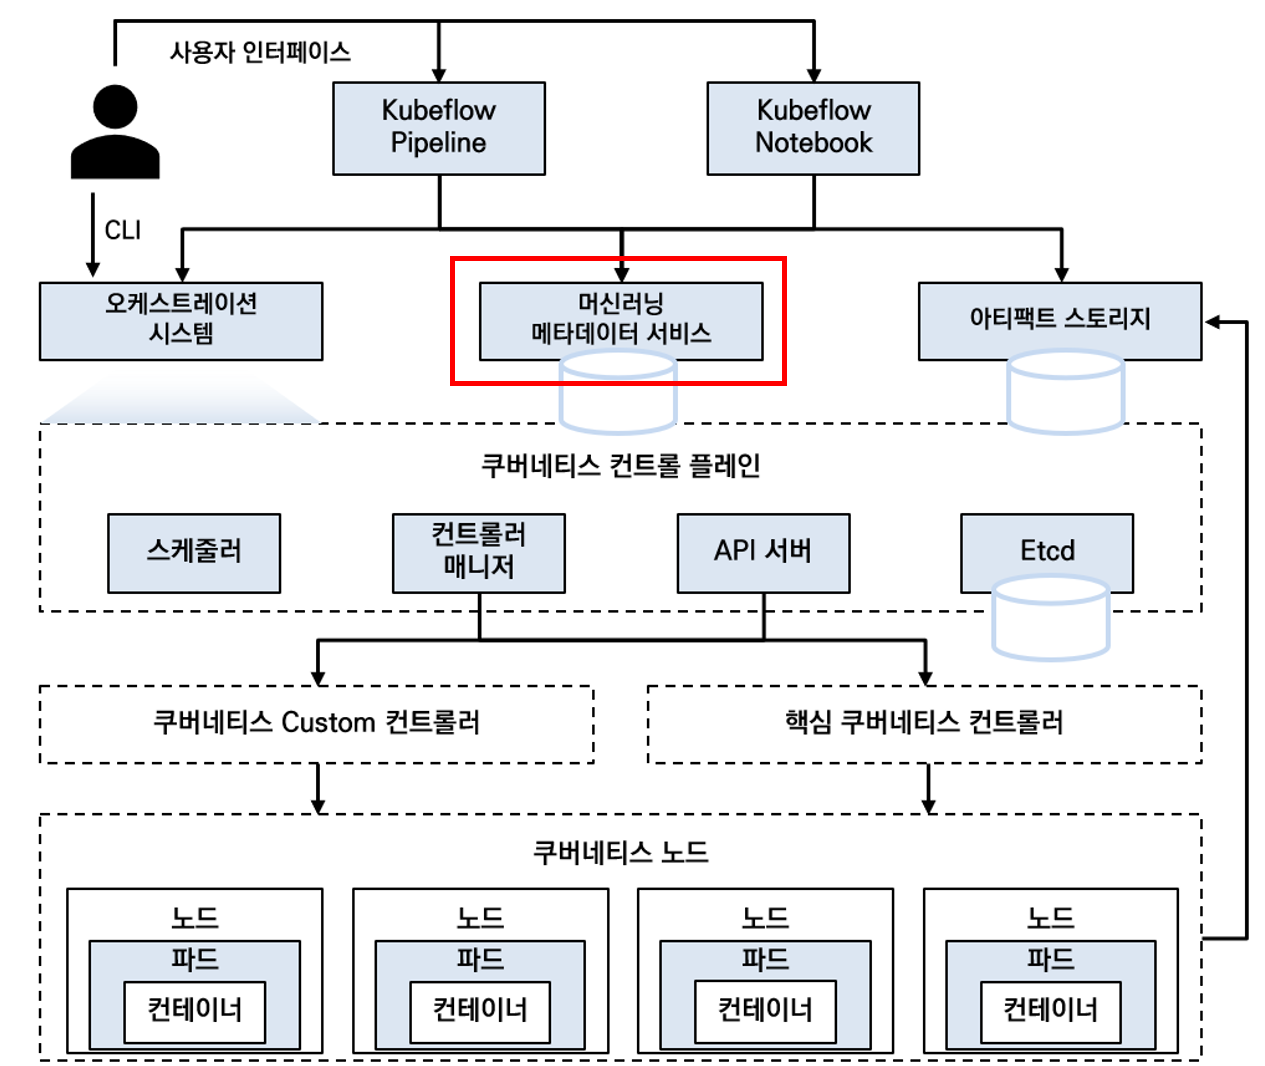 사용자 인터페이스
Kubeflow
Pipeline
Kubeflow
Notebook
CLI
오케스트레이션
시스템
머신러닝
메타데이터 서비스
아티팩트 스토리지
쿠버네티스 컨트롤 플레인
스케줄러
컨트롤러
매니저
API 서버
Etcd
쿠버네티스 Custom 컨트롤러
핵심 쿠버네티스 컨트롤러
쿠버네티스 노드
노드
파드
컨테이너
노드
파드
컨테이너
노드
파드
컨테이너
노드
파드
컨테이너